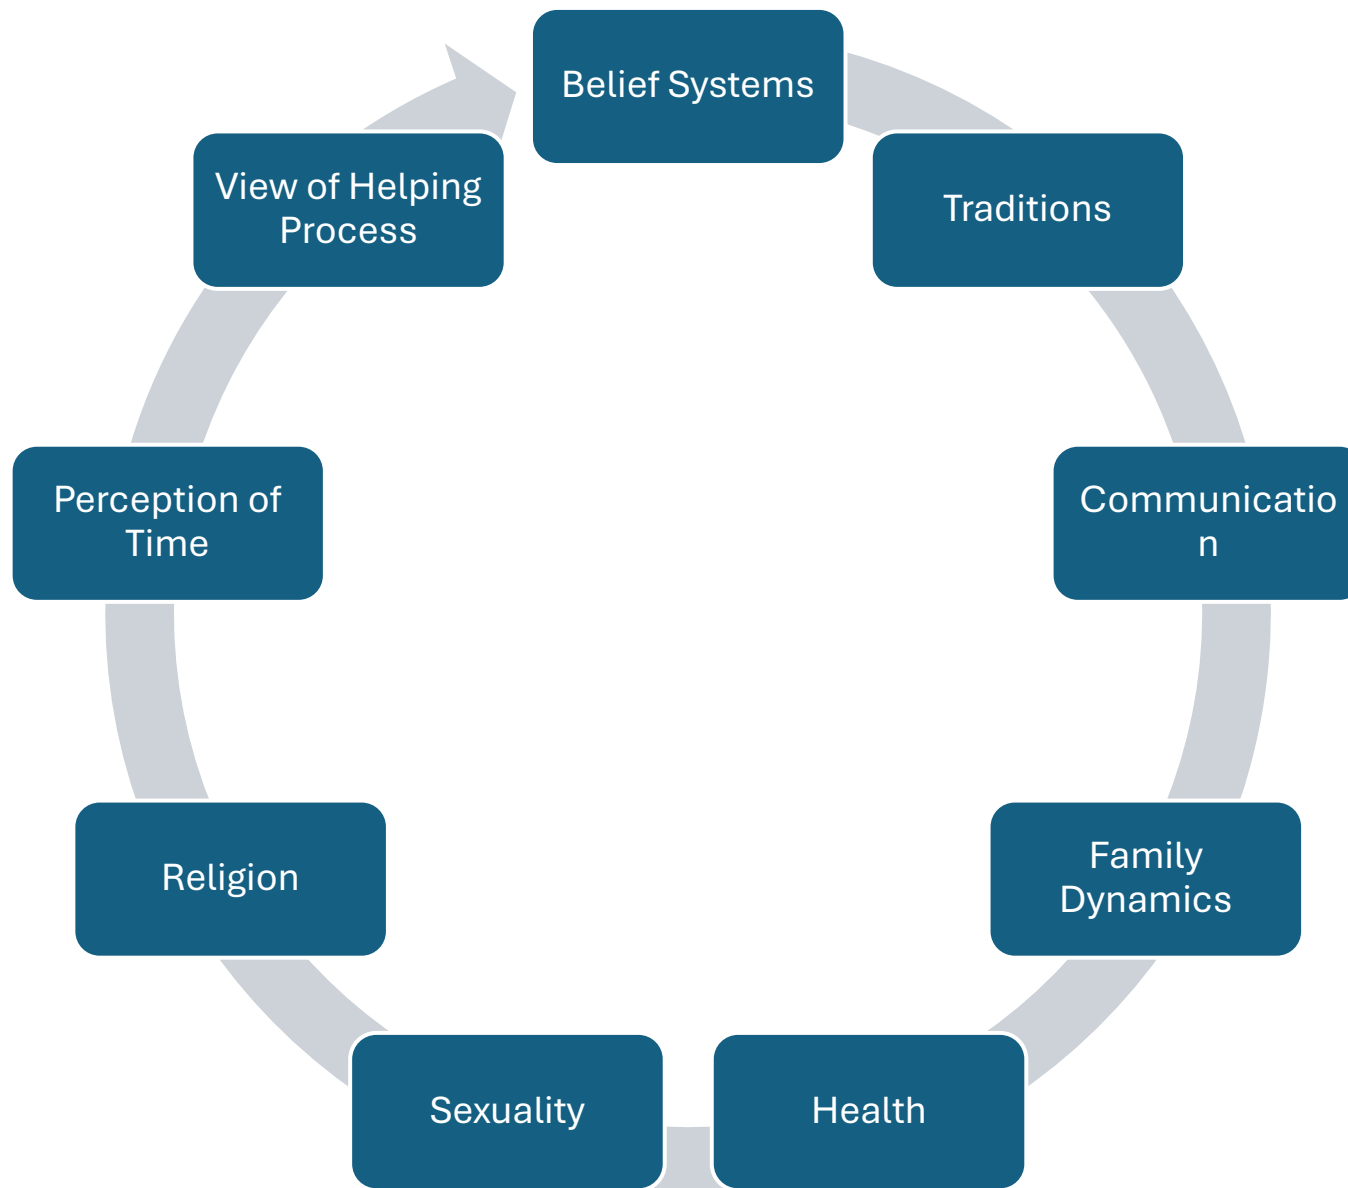 Belief Systems
Traditions
Communicatio
n
Family
Dynamics
Health
Sexuality
Religion
Perception of
Time
View of Helping
Process